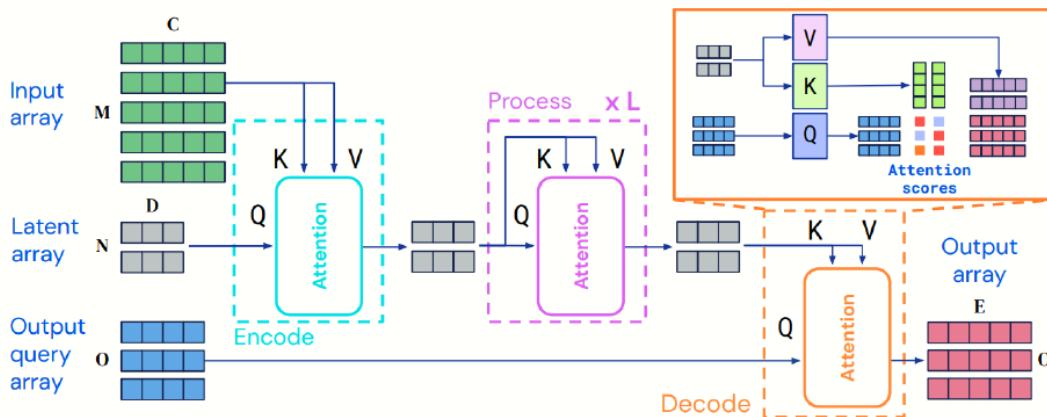 C
Input
array
M
K
V
Encode
D
Latent
array
N
Q
Attention
Process
x L
K
V
Q
Attention
V
K
Q
Attention
scores
K
V
Q
Attention
Decode
Output
array
E
O
Output
query
array
O